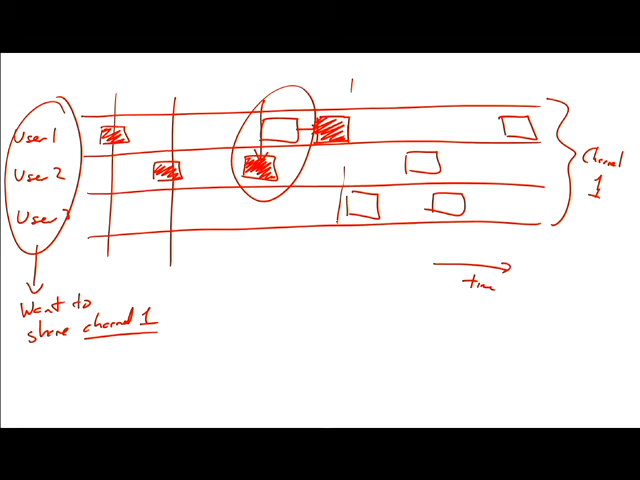 User 1
User 2
User 3
Channel
1
time
Want to
share channel 1